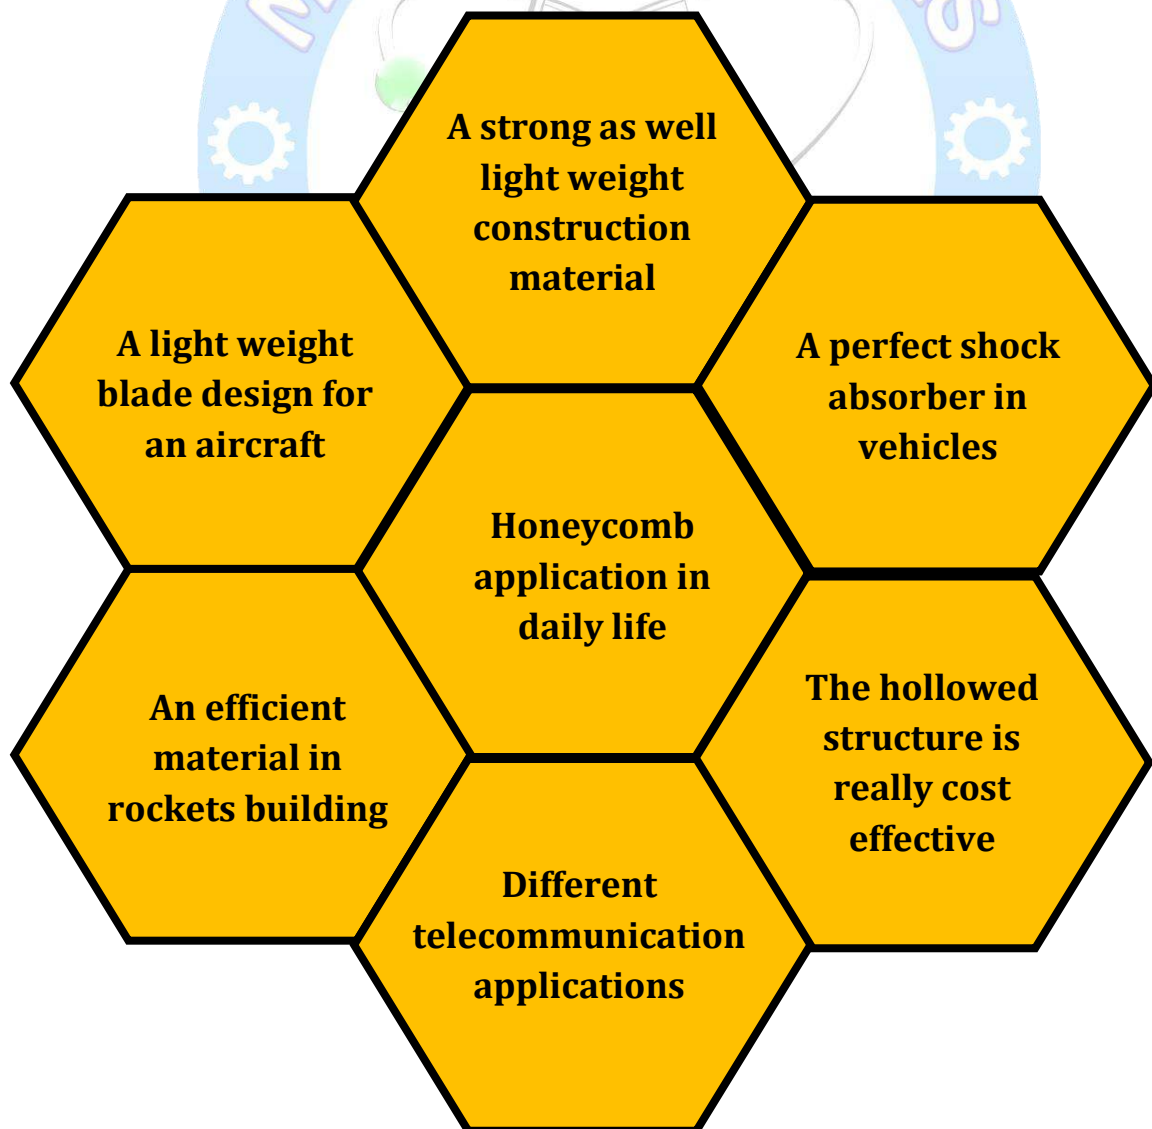 A strong as well
light weight
construction
material
A light weight
blade design for
an aircraft
A perfect shock
absorber in
vehicles
Honeycomb
application in
daily life
An efficient
material in
rockets building
The hollowed
structure is
really cost
effective
Different
telecommunication
applications